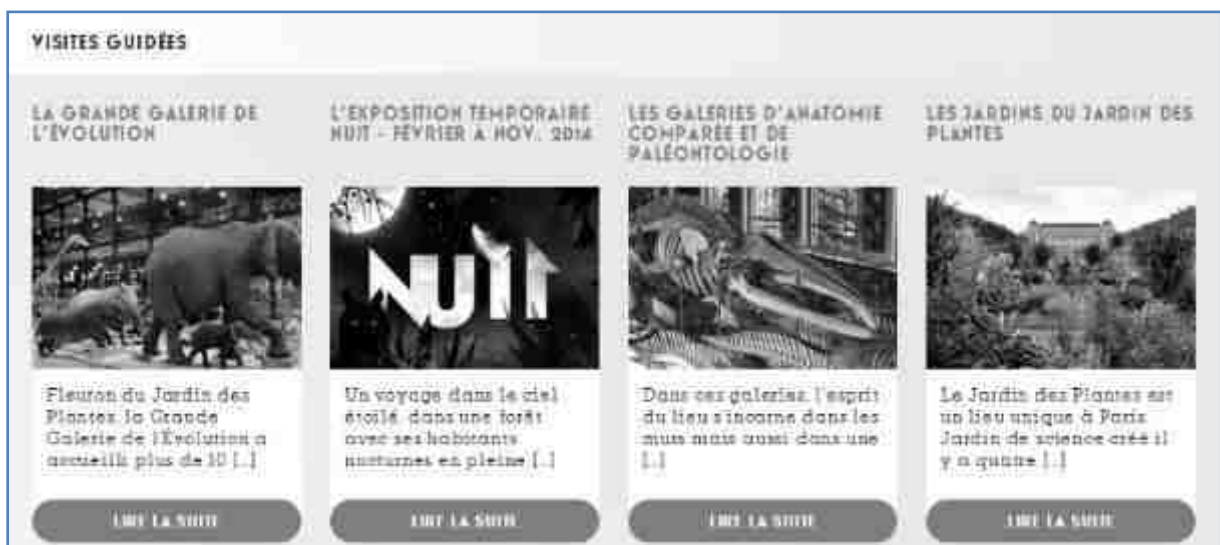 VISITES GUIDÉES
LA GRANDE GALERIE DE
L'ÉVOLUTION
L'EXPOSITION TEMPORAIRE
NUIT - FÉVRIER A NOV. 2014
LES GALERIES D'ANATOMIE
COMPARÉE ET DE
PALÉONTOLOGIE
LES JARDINS DU JARDIN DES
PLANTES
NUIT
Fleuron du Jardin des
Plantes, la Grande
Galerie de l'Évolution a
accueilli plus de 10 [...]
Un voyage dans le ciel
étoilé, dans une forêt
avec ses habitants
nocturnes en pleine [...]
Dans ces galeries, l'esprit
du lieu s'incarne dans les
murs mais aussi dans une
[...]
Le Jardin des Plantes est
un lieu unique à Paris.
Jardin de science créé il
y a quatre [...]
LIRE LA SUITE
LIRE LA SUITE
LIRE LA SUITE
LIRE LA SUITE